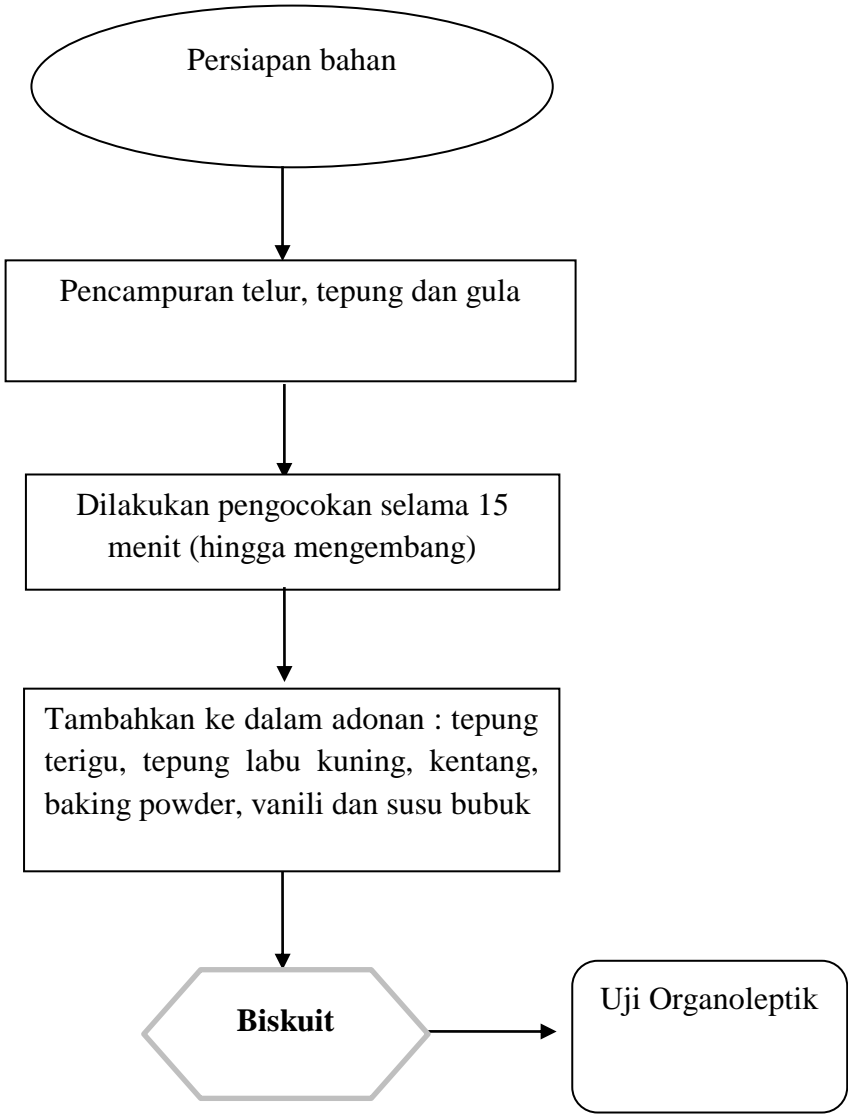 Persiapan bahan
Pencampuran telur, tepung dan gula
Dilakukan pengocokan selama 15
menit (hingga mengembang)
Tambahkan ke dalam adonan : tepung
terigu, tepung labu kuning, kentang,
baking powder, vanili dan susu bubuk
Biskuit
Uji Organoleptik